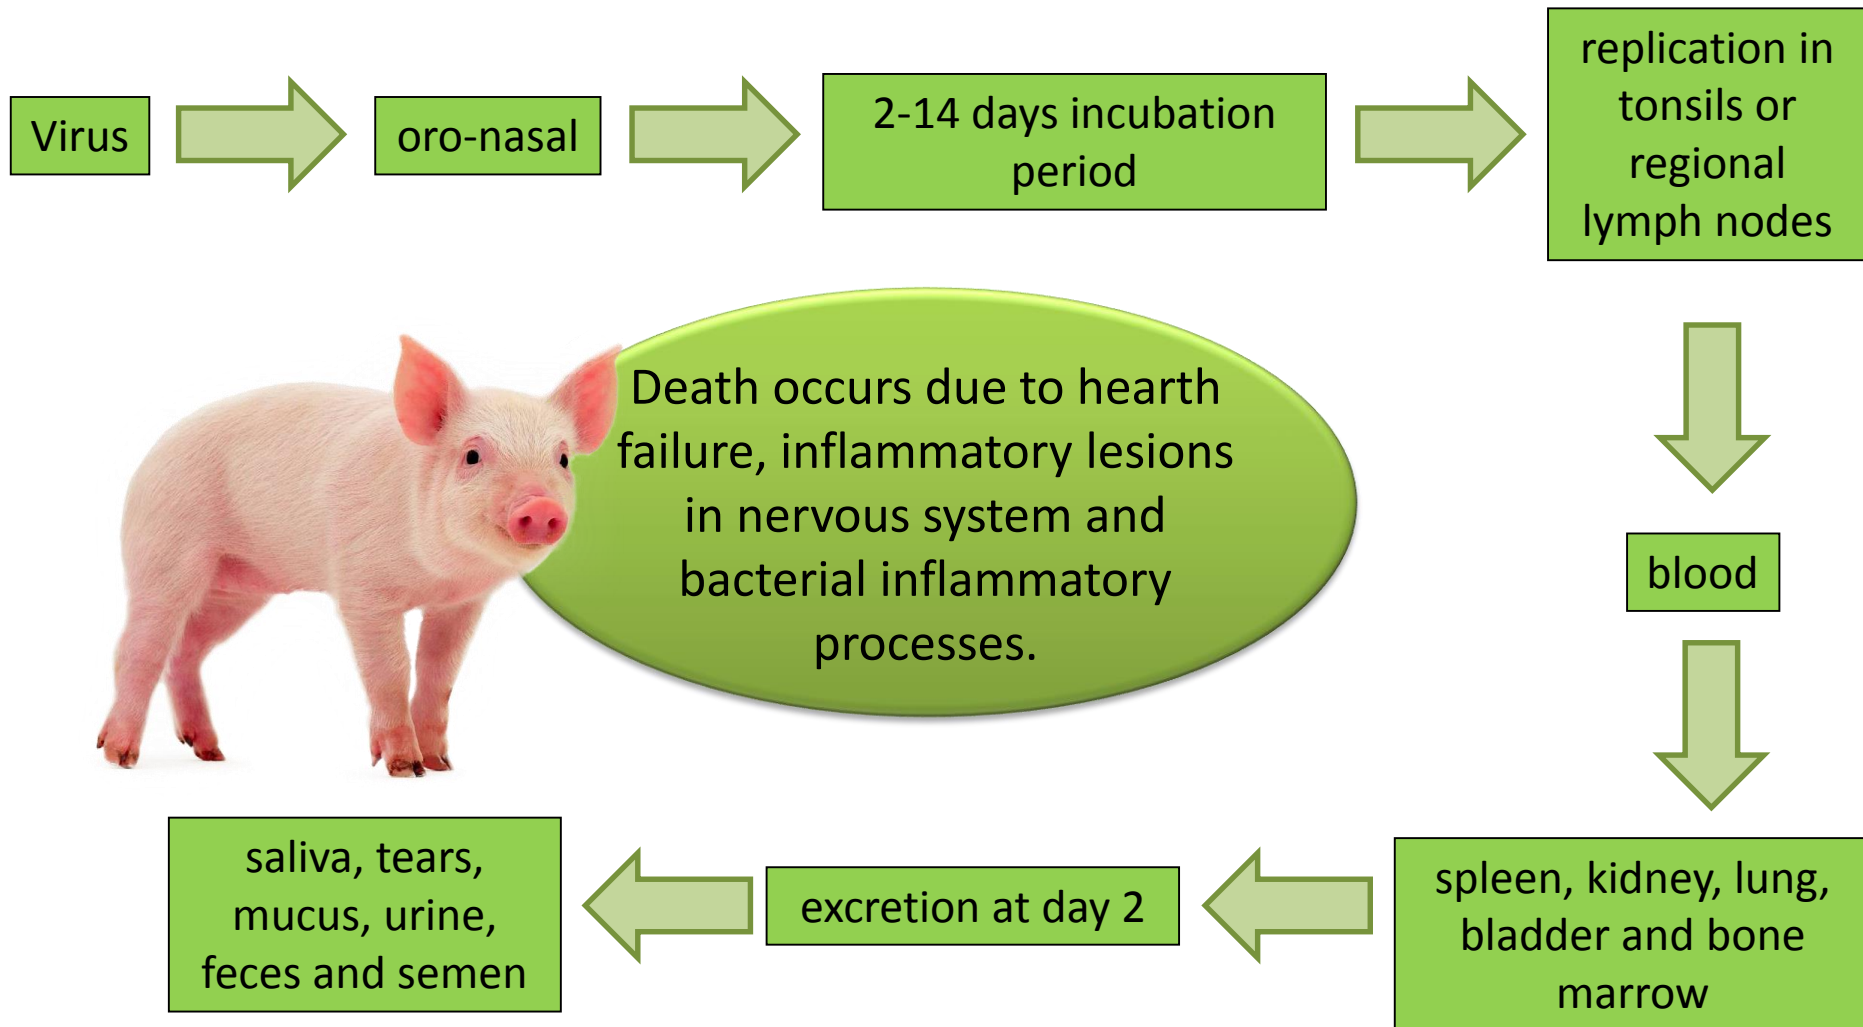 Virus
oro-nasal
2-14 days incubation
period
replication in
tonsils or
regional
lymph nodes
Death occurs due to hearth
failure, inflammatory lesions
in nervous system and
bacterial inflammatory
processes.
blood
spleen, kidney, lung,
bladder and bone
marrow
excretion at day 2
saliva, tears,
mucus, urine,
feces and semen